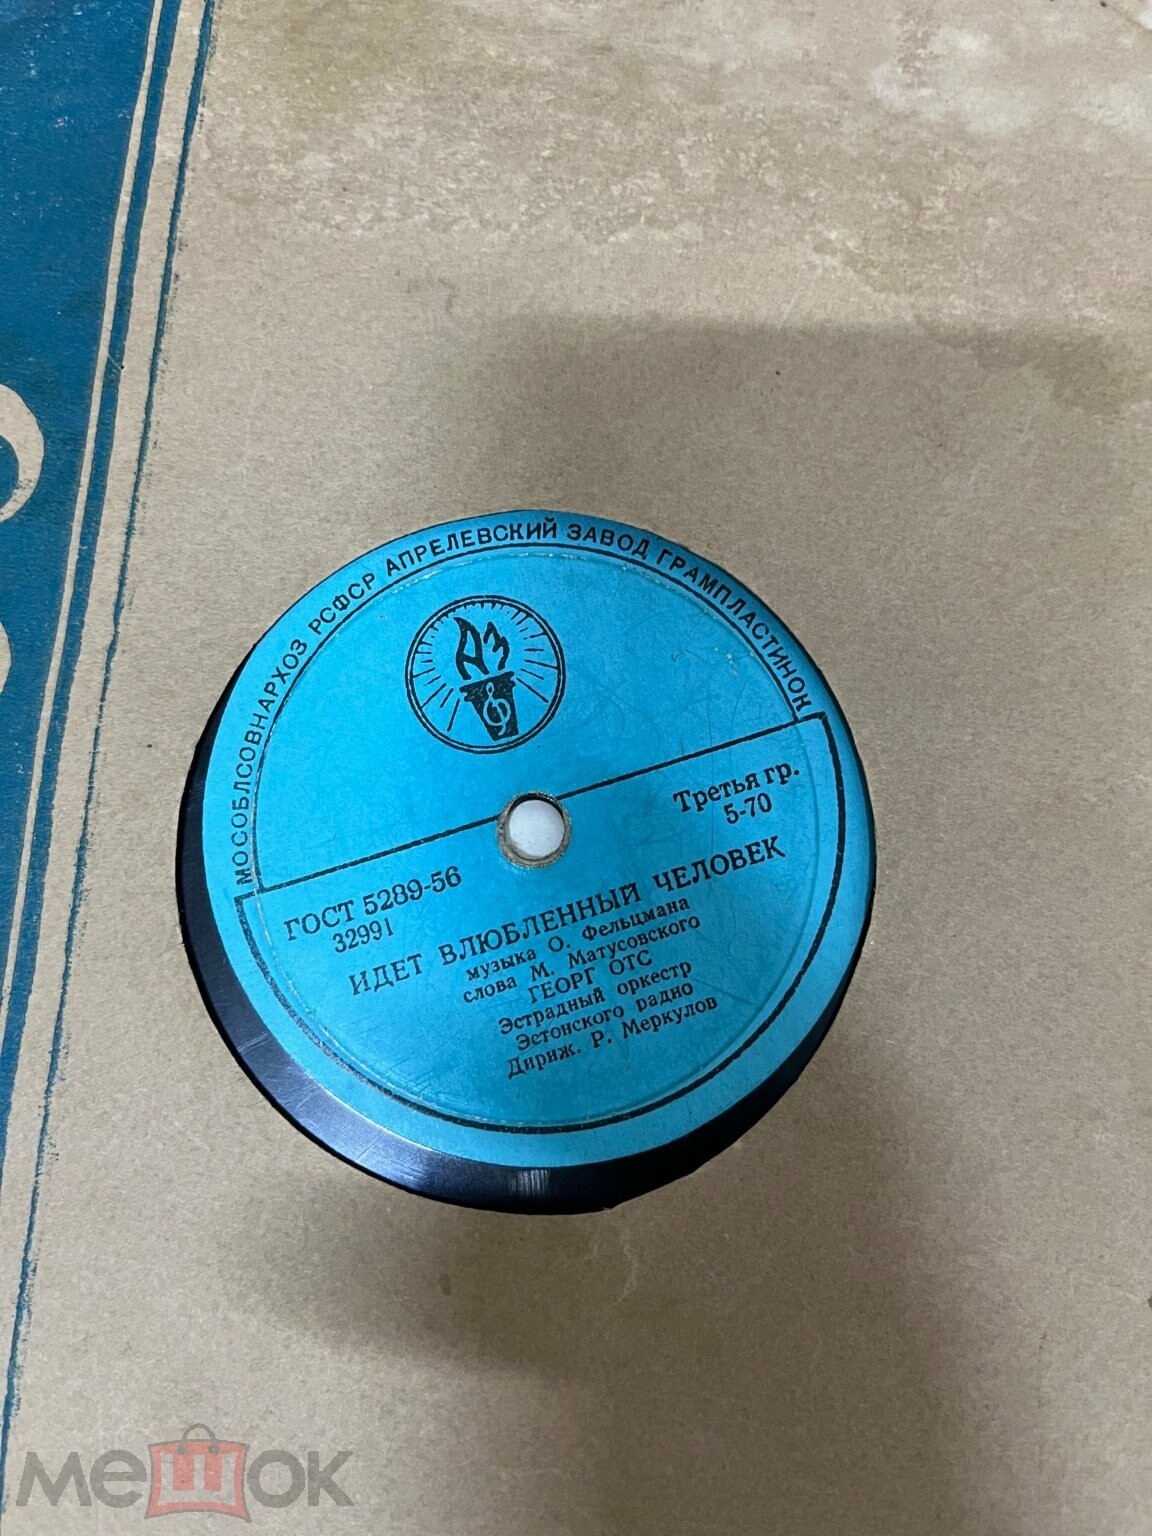 МОСОБЛСОВНАРХОЗ РСФСР АПРЕЛЕВСКИЙ ЗАВОД ГРАМПЛАСТИНОК
АЗ
Третья гр.
5-70
ГОСТ 5289-56
32991
ИДЕТ ВЛЮБЛЕННЫЙ ЧЕЛОВЕК
музыка О. Фельцмана
слова М. Матусовского
ГЕОРГ ОТС
Эстрадный оркестр
Эстонского радио
Дириж. Р. Меркулов
мешок